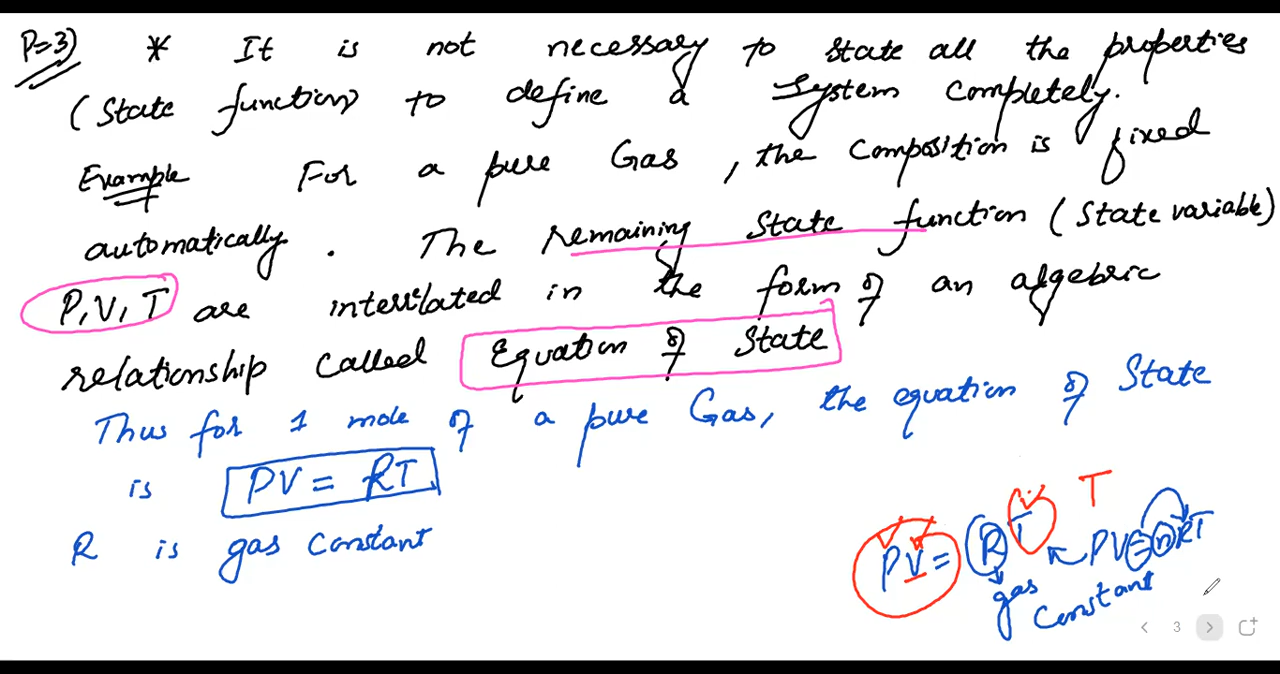 P=3) * It is not necessary to state all the properties
(State function) to define a System completely.
Example For a pure Gas, the composition is fixed
automatically. The remaining State function (State variable)
P, V, T are interrelated in the form of an algebric
relationship called Equation of State
Thus for 1 mole of a pure Gas, the equation of State
is PV = RT
R is gas constant
T
PV = RT PV = nRT
gas
constant
3